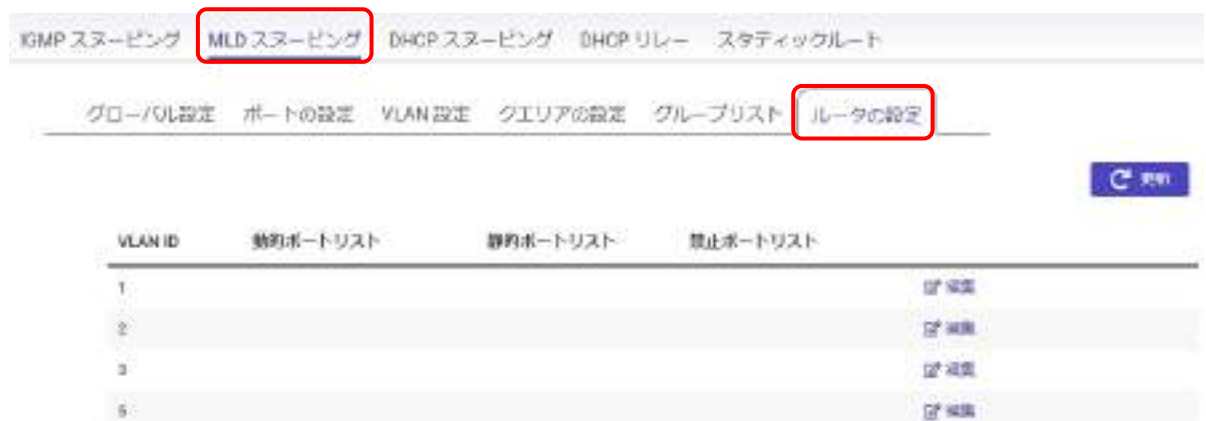 IGMP スヌーピング MLD スヌーピング DHCP スヌーピング DHCP リレー スタティックルート
グローバル設定 ポートの設定 VLAN 設定 クエリアの設定 グループリスト ルータの設定
更新
VLAN ID 動的ポートリスト 静的ポートリスト 禁止ポートリスト
1 編集
2 編集
3 編集
5 編集